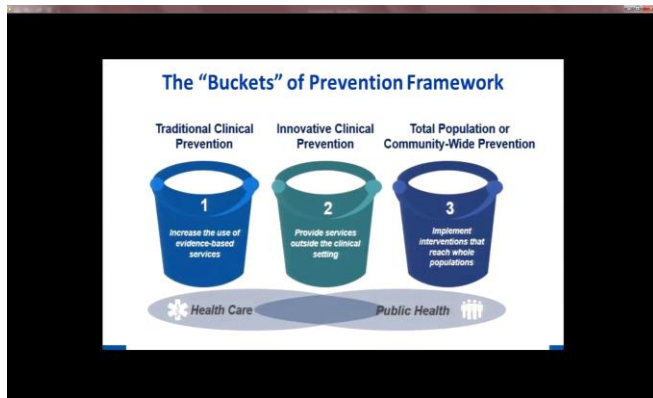 The “Buckets” of Prevention Framework
Traditional Clinical
Prevention
Innovative Clinical
Prevention
Total Population or
Community-Wide Prevention
1
Increase the use of
evidence-based
services
2
Provide services
outside the clinical
setting
3
Implement
interventions that
reach whole
populations
Health Care
Public Health